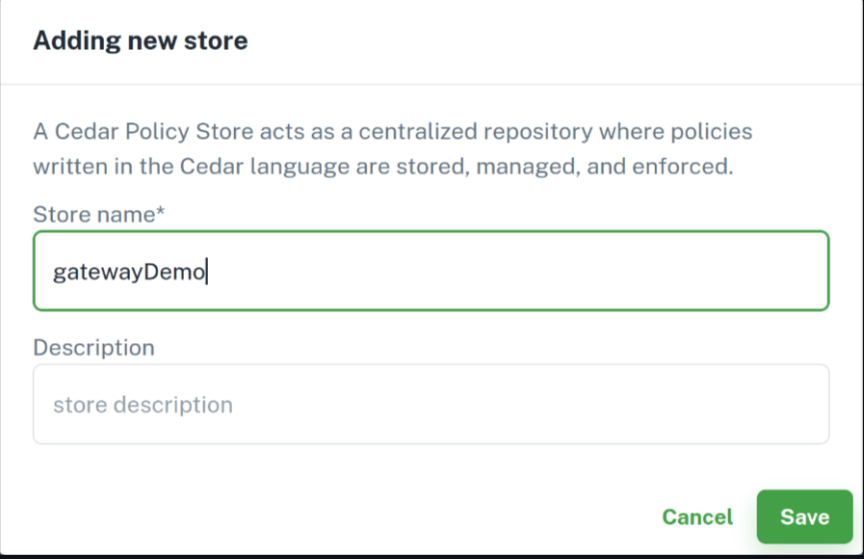 Adding new store
A Cedar Policy Store acts as a centralized repository where policies
written in the Cedar language are stored, managed, and enforced.
Store name*
gatewayDemo
Description
store description
Cancel Save